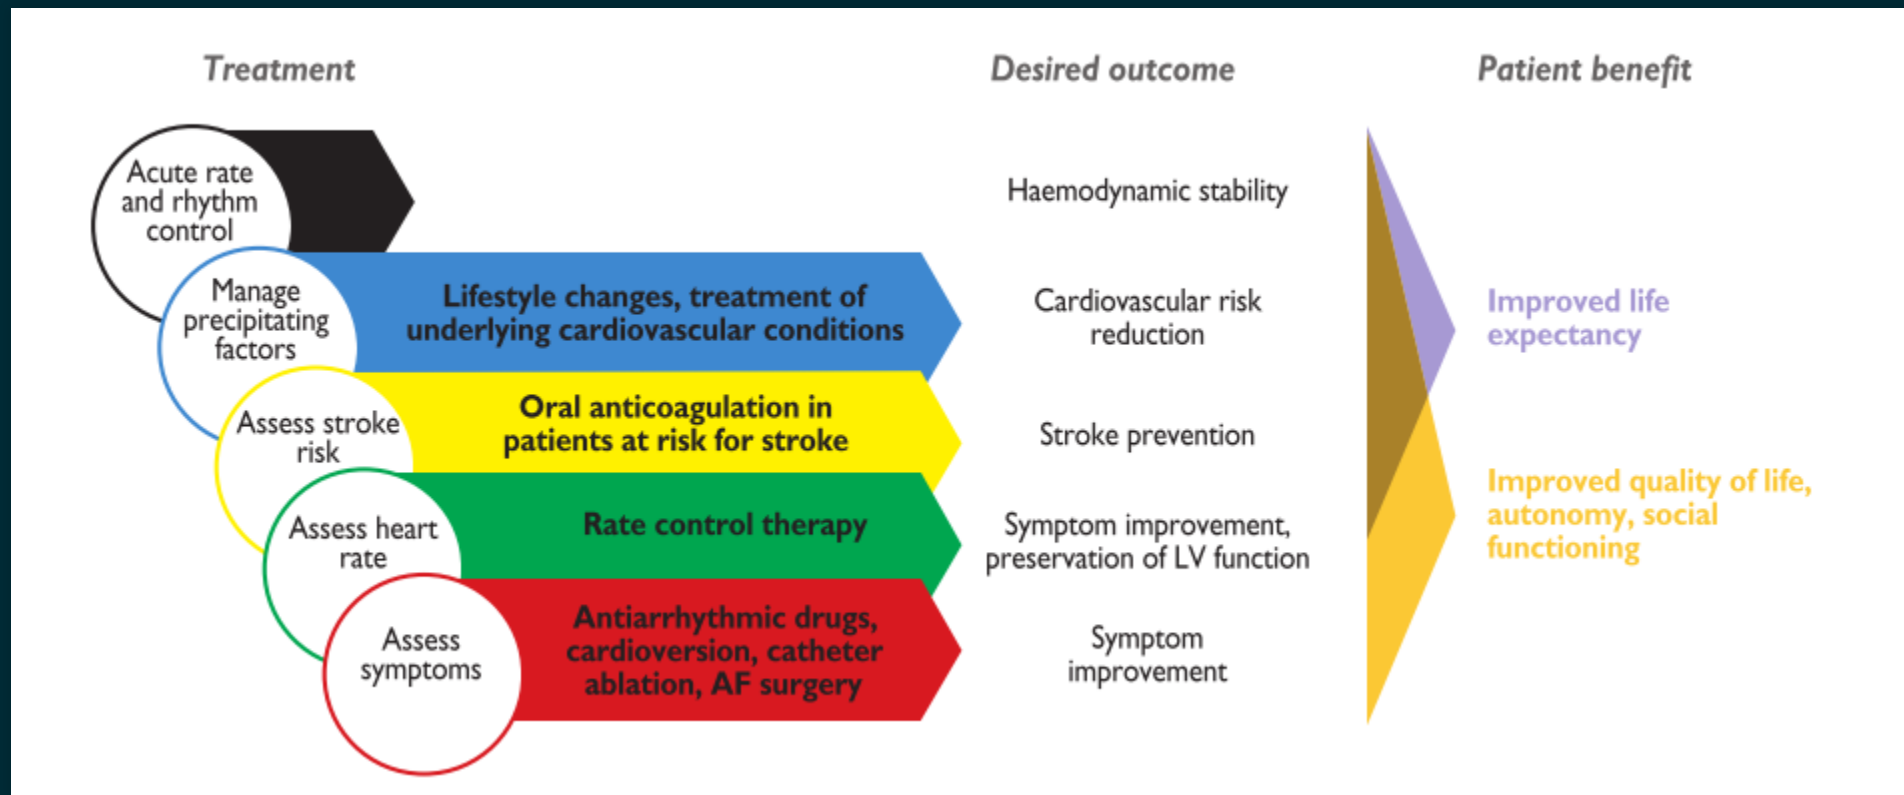 Treatment
Desired outcome
Patient benefit
Acute rate
and rhythm
control
Haemodynamic stability
Manage
precipitating
factors
Lifestyle changes, treatment of
underlying cardiovascular conditions
Cardiovascular risk
reduction
Improved life
expectancy
Assess stroke
risk
Oral anticoagulation in
patients at risk for stroke
Stroke prevention
Improved quality of life,
autonomy, social
functioning
Assess heart
rate
Rate control therapy
Symptom improvement,
preservation of LV function
Assess
symptoms
Antiarrhythmic drugs,
cardioversion, catheter
ablation, AF surgery
Symptom
improvement